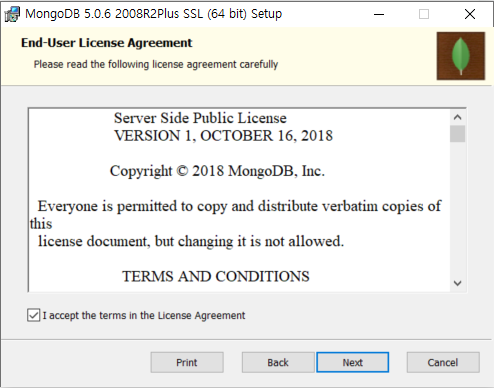 MongoDB 5.0.6 2008R2Plus SSL (64 bit) Setup
End-User License Agreement
Please read the following license agreement carefully
Server Side Public License
VERSION 1, OCTOBER 16, 2018
Copyright © 2018 MongoDB, Inc.
Everyone is permitted to copy and distribute verbatim copies of
this
license document, but changing it is not allowed.
TERMS AND CONDITIONS
I accept the terms in the License Agreement
Print Back Next Cancel